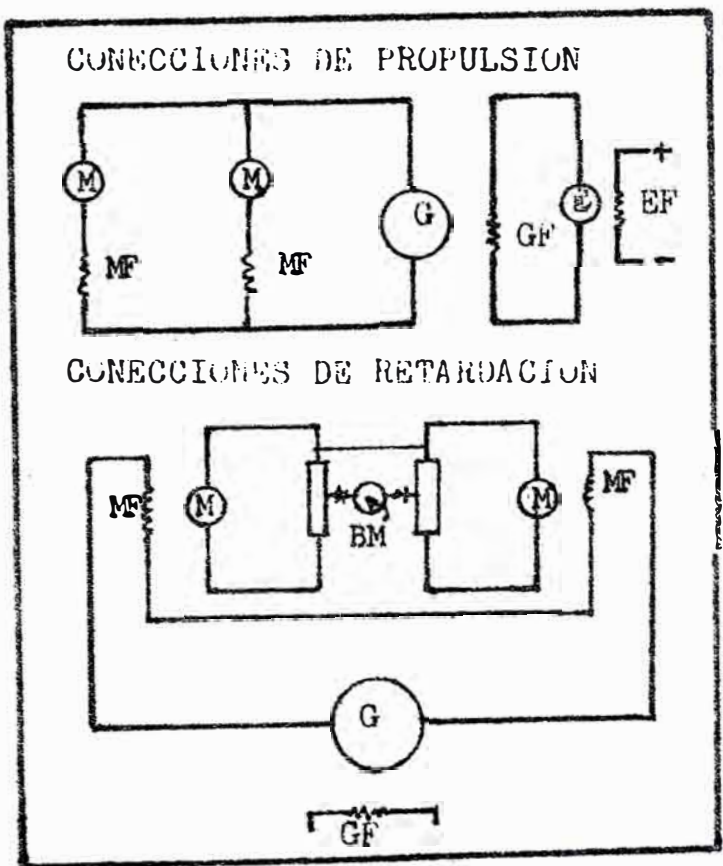 CONECCIONES DE PROPULSION
M M G E EF
+
-
MF MF GF
CONECCIONES DE RETARDACION
MF M M MF
BM
G
GF